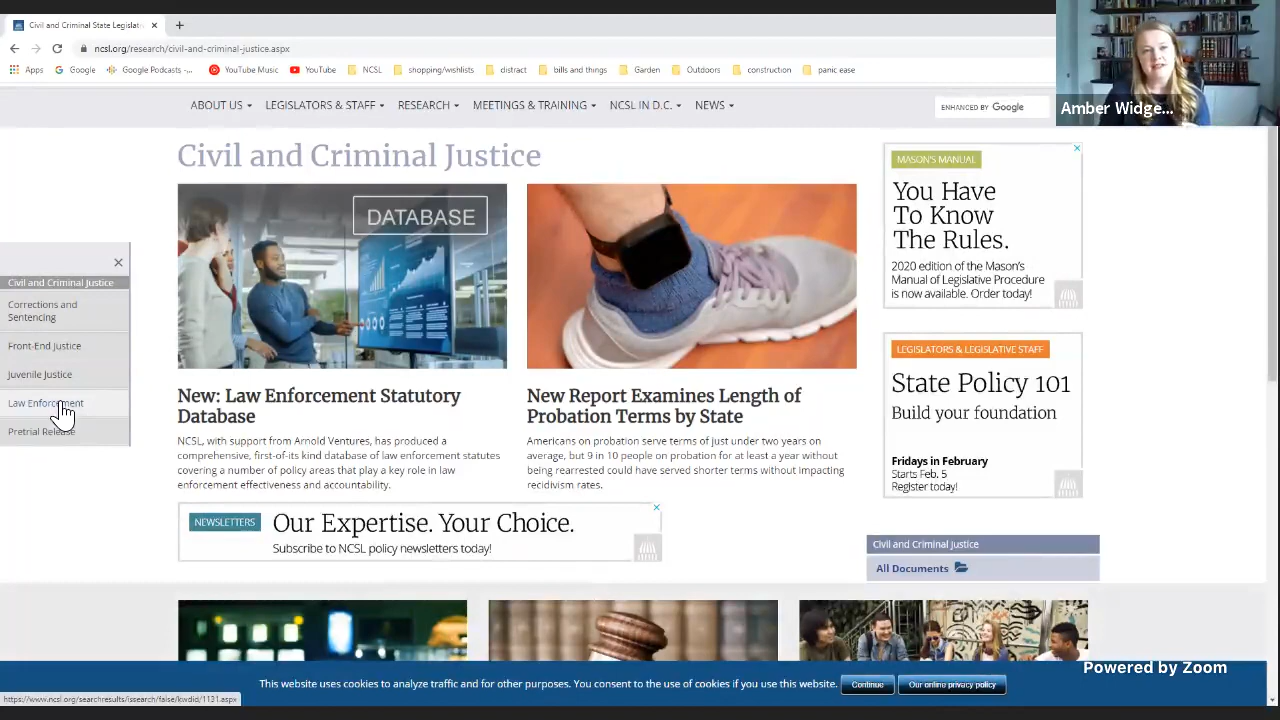 Civil and Criminal State Legislat
ncsl.org/research/civil-and-criminal-justice.aspx
Apps Google Google Podcasts -... YouTube Music YouTube NCSL shopping/wishlists distract bills and things Garden Outdoors construction panic ease
Amber Widge...
ABOUT US LEGISLATORS & STAFF RESEARCH MEETINGS & TRAINING NCSL IN D.C. NEWS
ENHANCED BY Google
Civil and Criminal Justice
DATABASE
MASON'S MANUAL
You Have
To Know
The Rules.
2020 edition of the Mason's
Manual of Legislative Procedure
is now available. Order today!
Civil and Criminal Justice
Corrections and
Sentencing
Front-End Justice
Juvenile Justice
Law Enforcement
Pretrial Release
New: Law Enforcement Statutory
Database
NCSL, with support from Arnold Ventures, has produced a
comprehensive, first-of-its kind database of law enforcement statutes
covering a number of policy areas that play a key role in law
enforcement effectiveness and accountability.
New Report Examines Length of
Probation Terms by State
Americans on probation serve terms of just under two years on
average, but 9 in 10 people on probation for at least a year without
being rearrested could have served shorter terms without impacting
recidivism rates.
LEGISLATORS & LEGISLATIVE STAFF
State Policy 101
Build your foundation
Fridays in February
Starts Feb. 5
Register today!
NEWSLETTERS
Our Expertise. Your Choice.
Subscribe to NCSL policy newsletters today!
Civil and Criminal Justice
All Documents
This website uses cookies to analyze traffic and for other purposes. You consent to the use of cookies if you use this website. Continue Our online privacy policy
Powered by Zoom
https://www.ncsl.org/searchresults/issearch/false/kwdid/1131.aspx